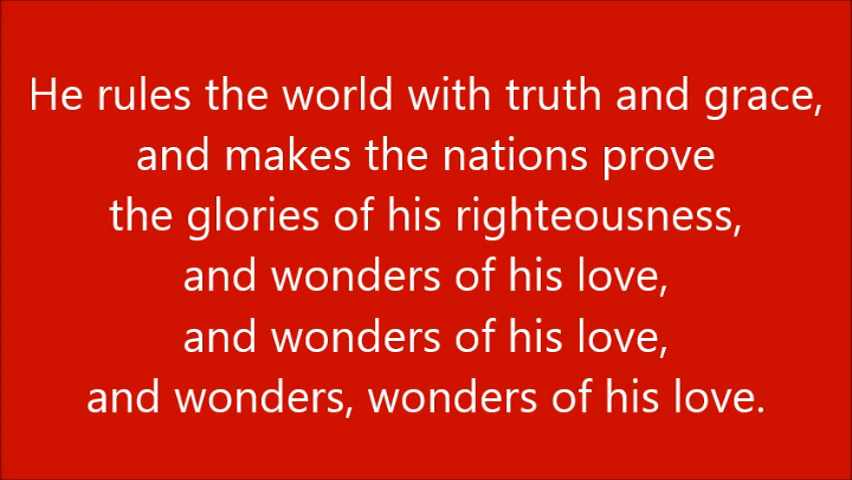 He rules the world with truth and grace,
and makes the nations prove
the glories of his righteousness,
and wonders of his love,
and wonders of his love,
and wonders, wonders of his love.